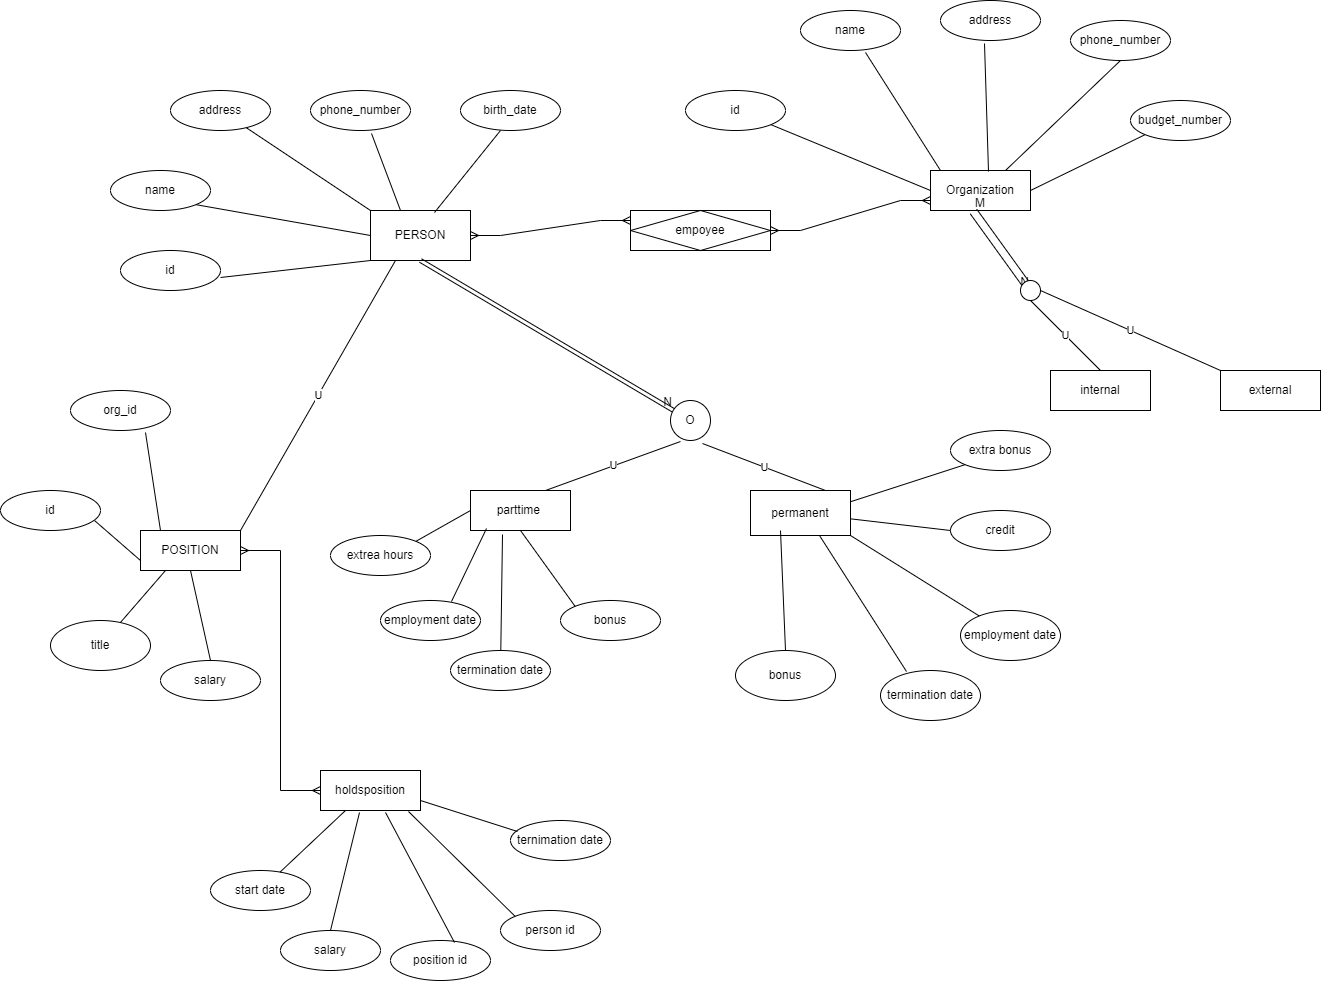 address
name
phone_number
address
phone_number
birth_date
id
budget_number
name
Organization
M
PERSON
empoyee
id
N
U
U
internal
external
U
N
org_id
O
extra bonus
U
U
id
parttime
permanent
credit
POSITION
extrea hours
employment date
bonus
employment date
title
termination date
bonus
salary
termination date
holdsposition
ternimation date
start date
person id
salary
position id